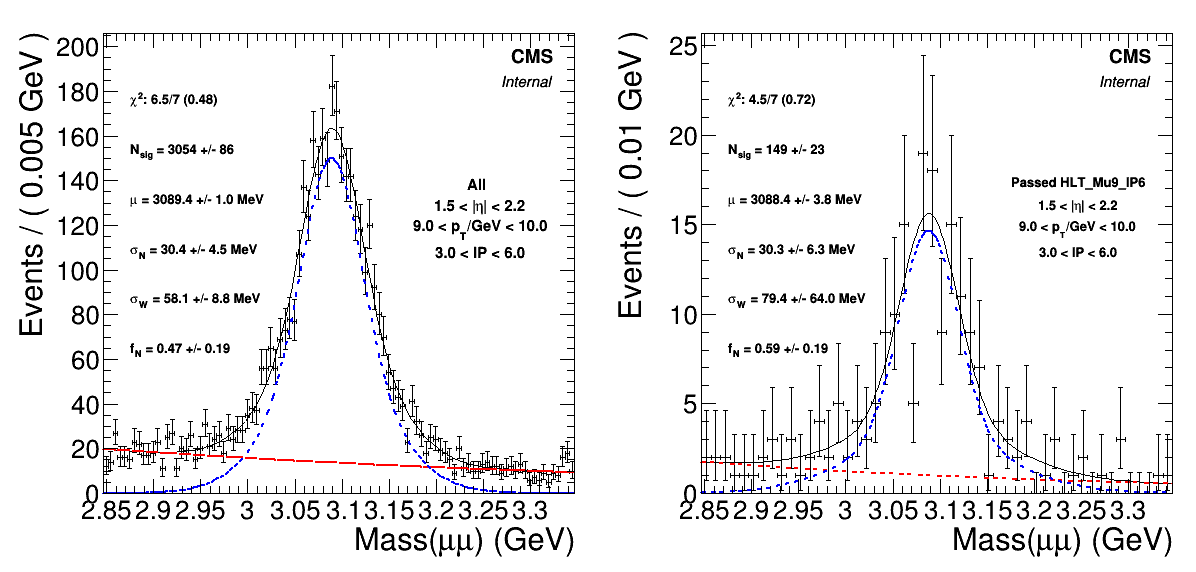 CMS
Internal
χ²: 6.5/7 (0.48)
N_sig = 3054 +/- 86
μ = 3089.4 +/- 1.0 MeV
σ_N = 30.4 +/- 4.5 MeV
σ_W = 58.1 +/- 8.8 MeV
f_N = 0.47 +/- 0.19
All
1.5 < |η| < 2.2
9.0 < p_T/GeV < 10.0
3.0 < IP < 6.0
Events / ( 0.005 GeV )
200
180
160
140
120
100
80
60
40
20
0
2.85 2.9 2.95 3 3.05 3.1 3.15 3.2 3.25 3.3
Mass(μμ) (GeV)
CMS
Internal
χ²: 4.5/7 (0.72)
N_sig = 149 +/- 23
μ = 3088.4 +/- 3.8 MeV
σ_N = 30.3 +/- 6.3 MeV
σ_W = 79.4 +/- 64.0 MeV
f_N = 0.59 +/- 0.19
Passed HLT_Mu9_IP6
1.5 < |η| < 2.2
9.0 < p_T/GeV < 10.0
3.0 < IP < 6.0
Events / ( 0.01 GeV )
25
20
15
10
5
0
2.85 2.9 2.95 3 3.05 3.1 3.15 3.2 3.25 3.3
Mass(μμ) (GeV)